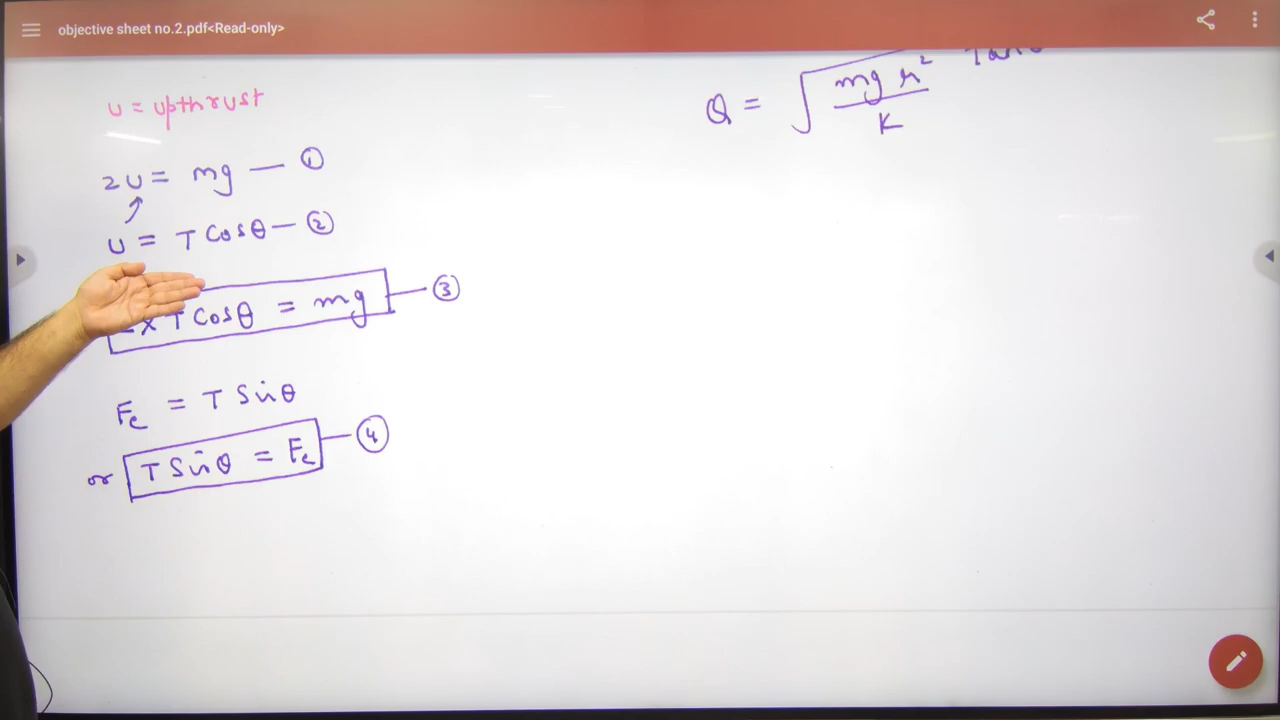 objective sheet no.2.pdf<Read-only>
u = upthrust
2u = mg — ①
u = T Cosθ — ②
x T Cosθ = mg — ③
Fe = T Sinθ
or T Sinθ = Fe — ④
Q = √ mg r² / K